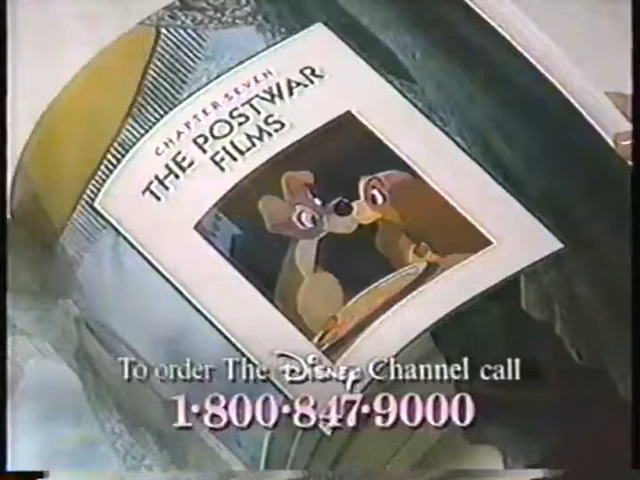 CHAPTER SEVEN
THE POSTWAR
FILMS
To order The Disney Channel call
1·800·847·9000